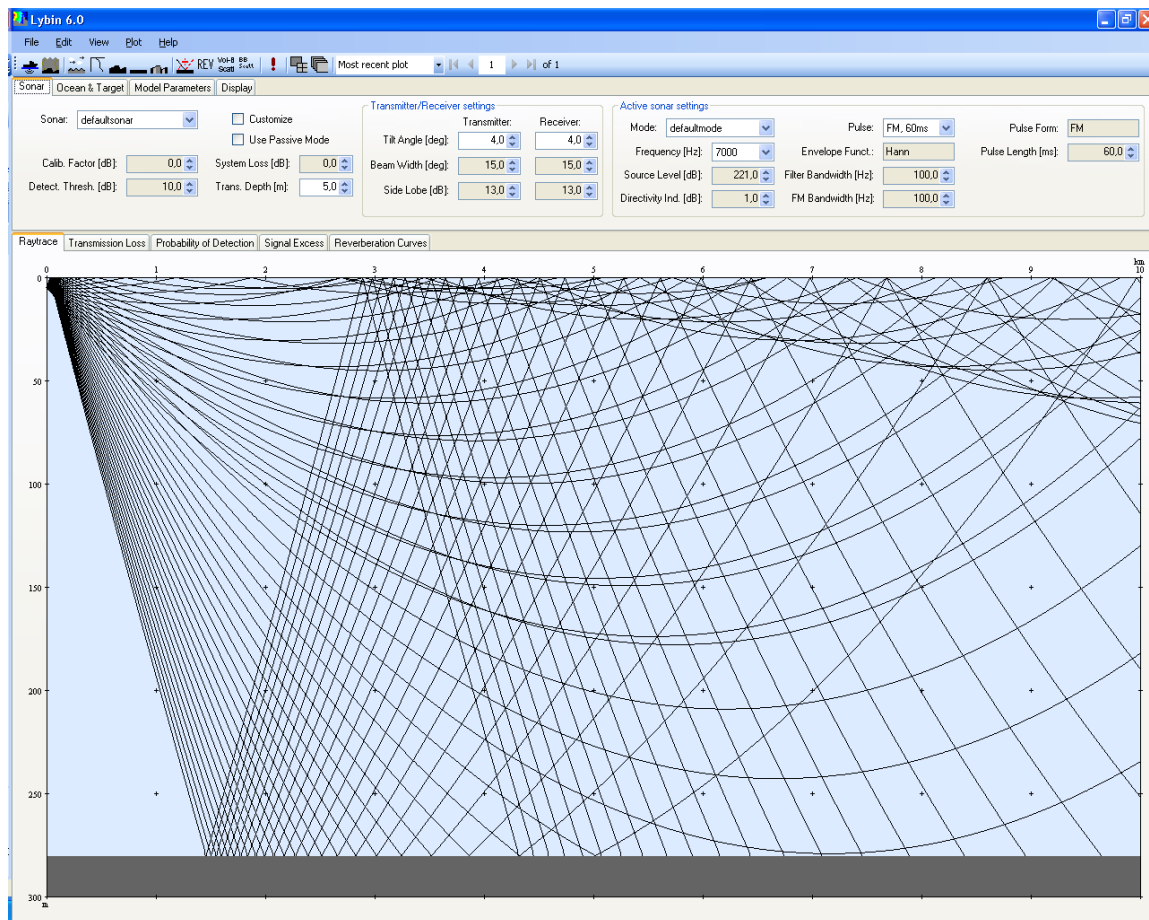 Lybin 6.0
File Edit View Plot Help
REV Vol-B Scatt BB Scatt ! Most recent plot 1 of 1
Sonar Ocean & Target Model Parameters Display
Sonar: defaultsonar
Customize
Use Passive Mode
Calib. Factor [dB]: 0,0 System Loss [dB]: 0,0
Detect. Thresh. [dB]: 10,0 Trans. Depth [m]: 5,0
Transmitter/Receiver settings
Transmitter: Receiver:
Tilt Angle [deg]: 4,0 4,0
Beam Width [deg]: 15,0 15,0
Side Lobe [dB]: 13,0 13,0
Active sonar settings
Mode: defaultmode Pulse: FM, 60ms Pulse Form: FM
Frequency [Hz]: 7000 Envelope Funct.: Hann Pulse Length [ms]: 60,0
Source Level [dB]: 221,0 Filter Bandwidth [Hz]: 100,0
Directivity Ind. [dB]: 1,0 FM Bandwidth [Hz]: 100,0
Raytrace Transmission Loss Probability of Detection Signal Excess Reverberation Curves
km
0 1 2 3 4 5 6 7 8 9 10
0
50
100
150
200
250
300
m